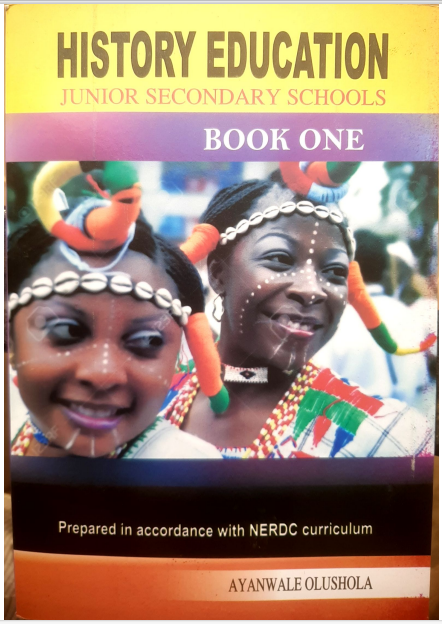 HISTORY EDUCATION
JUNIOR SECONDARY SCHOOLS
BOOK ONE
Prepared in accordance with NERDC curriculum
AYANWALE OLUSHOLA